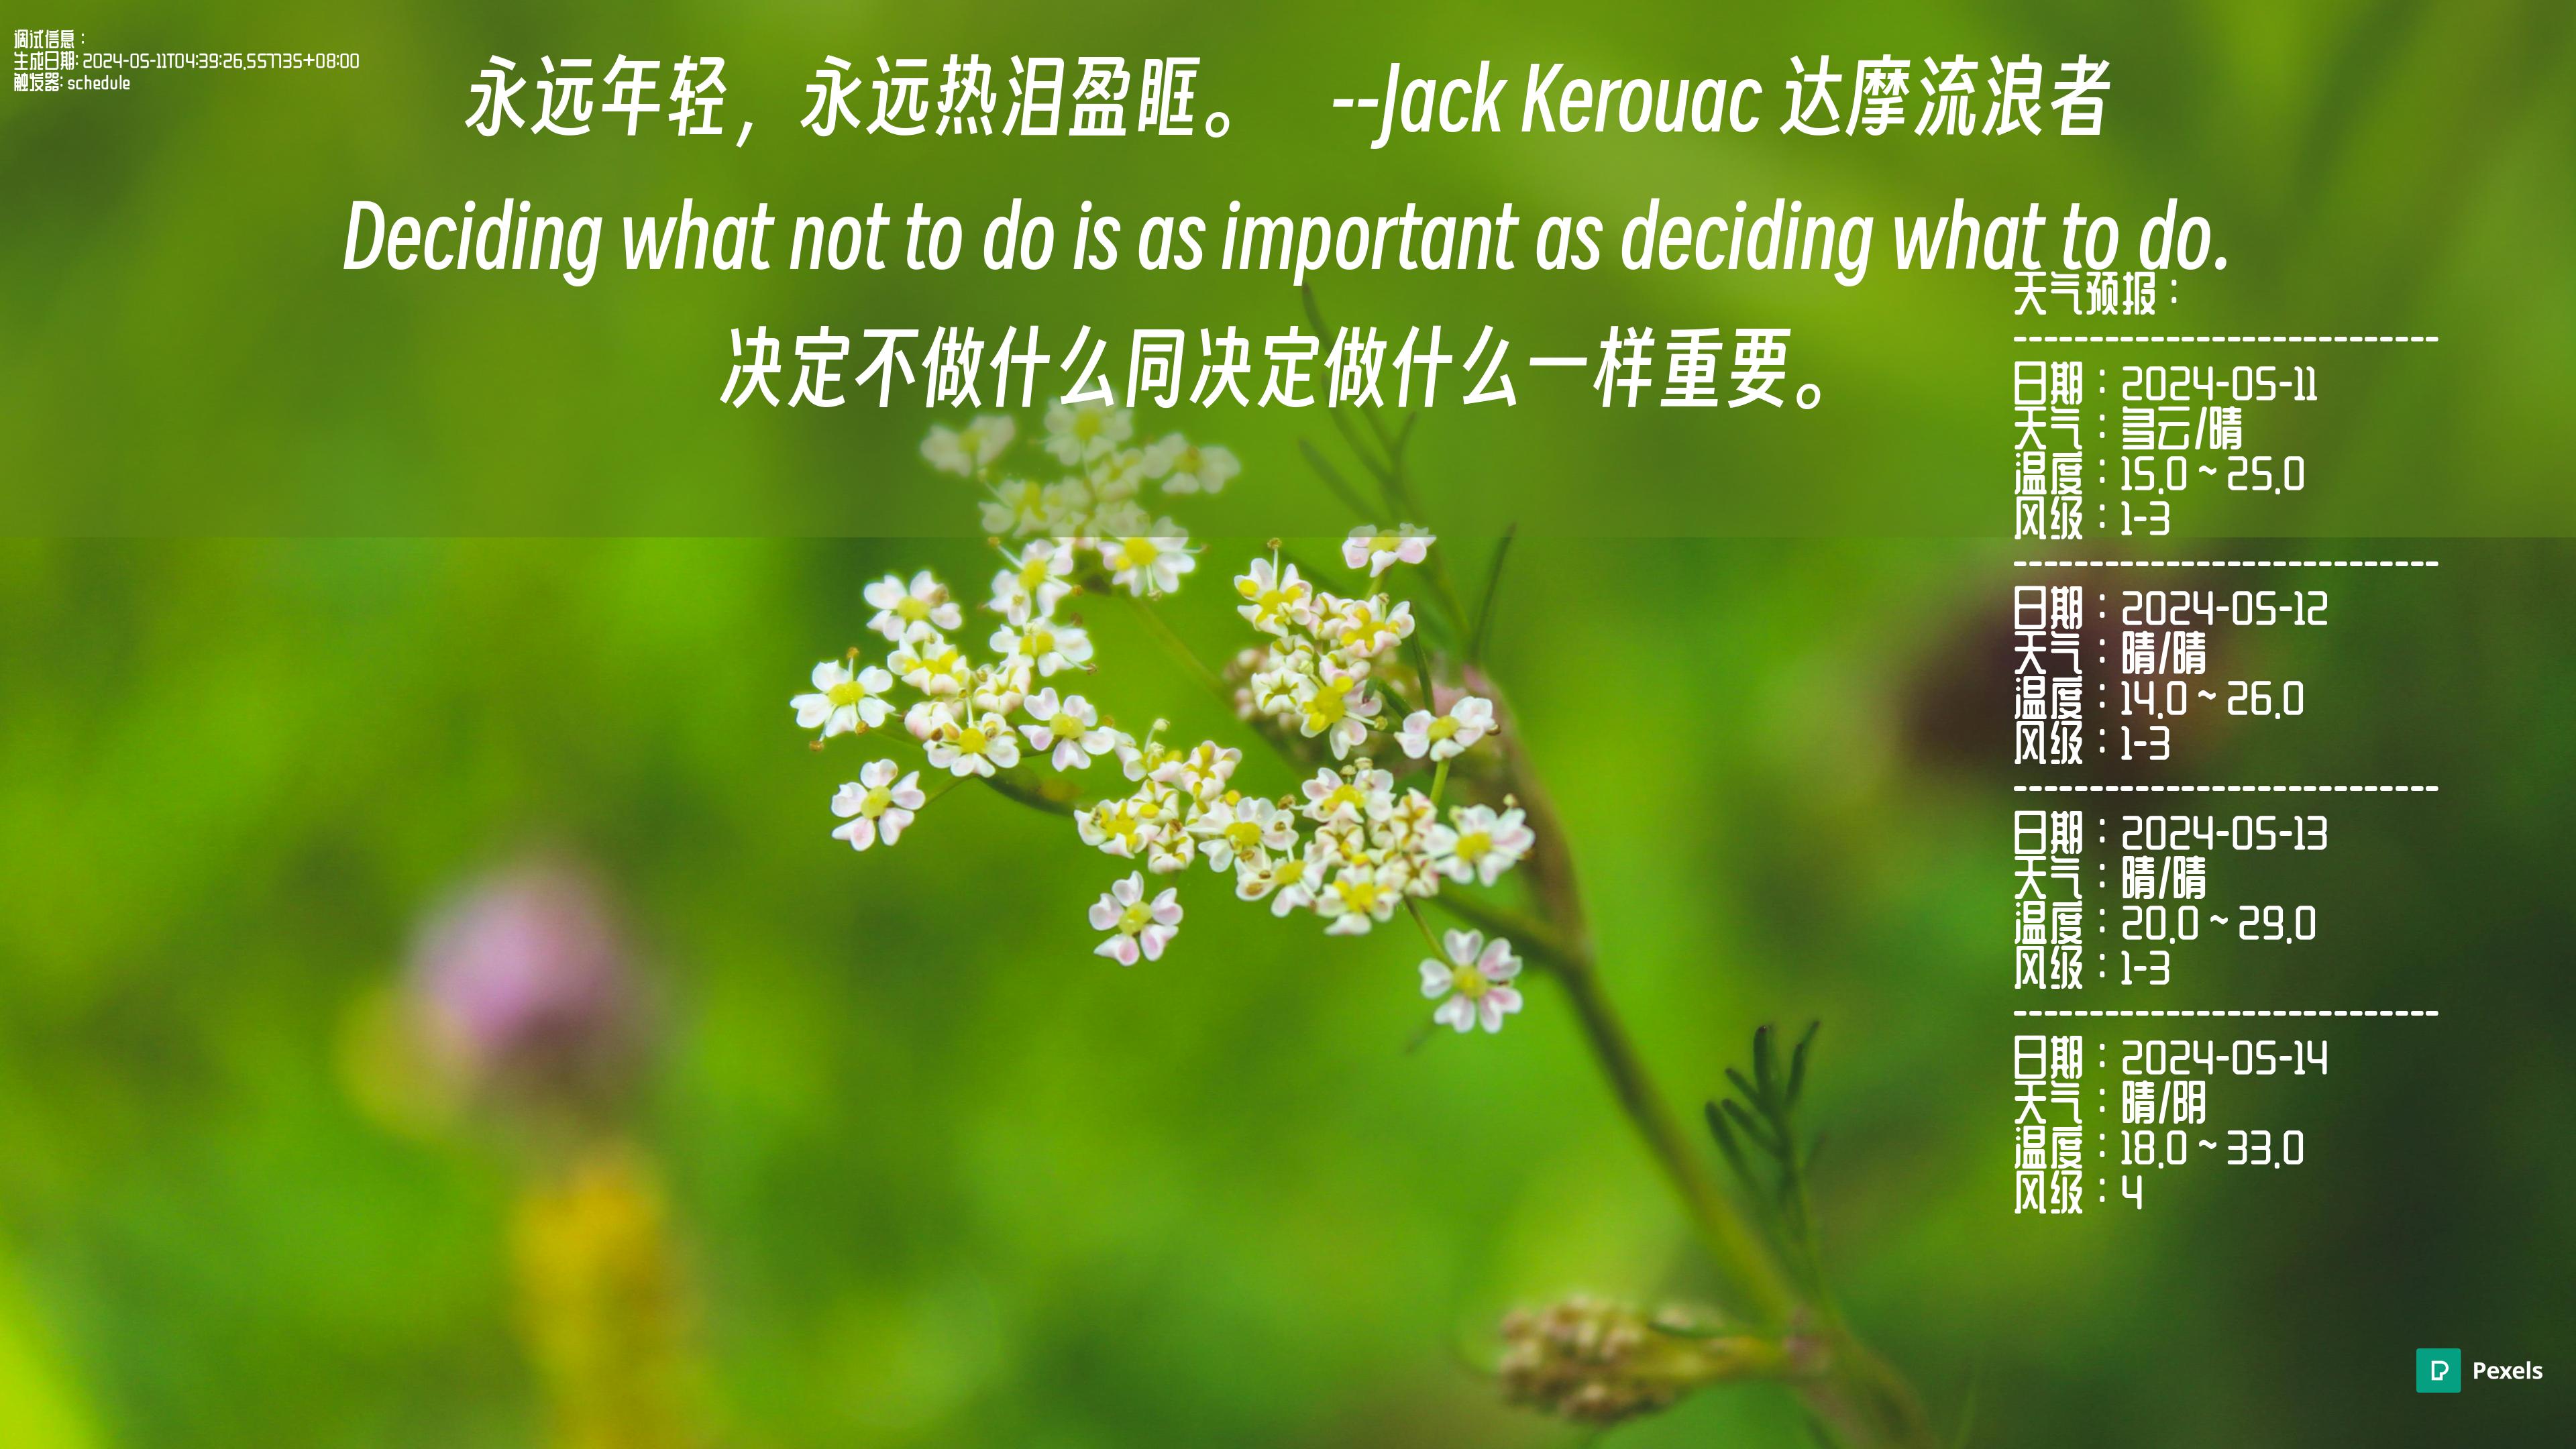 调试信息：
生成日期: 2024-05-11T04:39:26.557735+08:00
触发器: schedule
永远年轻，永远热泪盈眶。 --Jack Kerouac 达摩流浪者
Deciding what not to do is as important as deciding what to do.
决定不做什么同决定做什么一样重要。
天气预报：
----------------------------
日期：2024-05-11
天气：多云/晴
温度：15.0 ~ 25.0
风级：1-3
----------------------------
日期：2024-05-12
天气：晴/晴
温度：14.0 ~ 26.0
风级：1-3
----------------------------
日期：2024-05-13
天气：晴/晴
温度：20.0 ~ 29.0
风级：1-3
----------------------------
日期：2024-05-14
天气：晴/阴
温度：18.0 ~ 33.0
风级：4
Pexels